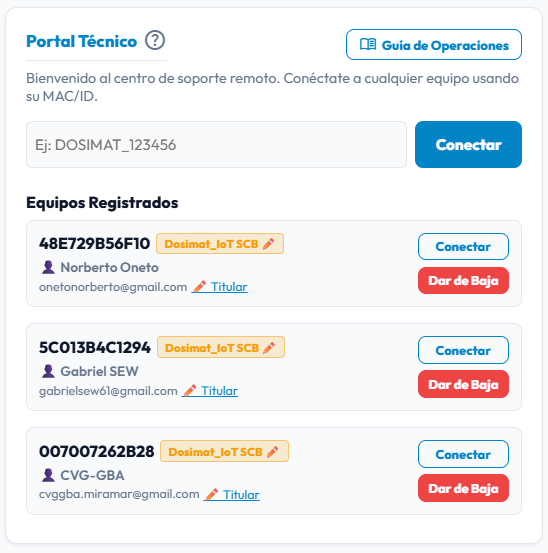 Portal Técnico ?
Guía de Operaciones
Bienvenido al centro de soporte remoto. Conéctate a cualquier equipo usando
su MAC/ID.
Ej: DOSIMAT_123456
Conectar
Equipos Registrados
48E729B56F10 Dosimat_IoT SCB
Norberto Oneto
onetonorberto@gmail.com Titular
Conectar
Dar de Baja
5C013B4C1294 Dosimat_IoT SCB
Gabriel SEW
gabrielsew61@gmail.com Titular
Conectar
Dar de Baja
007007262B28 Dosimat_IoT SCB
CVG-GBA
cvggba.miramar@gmail.com Titular
Conectar
Dar de Baja